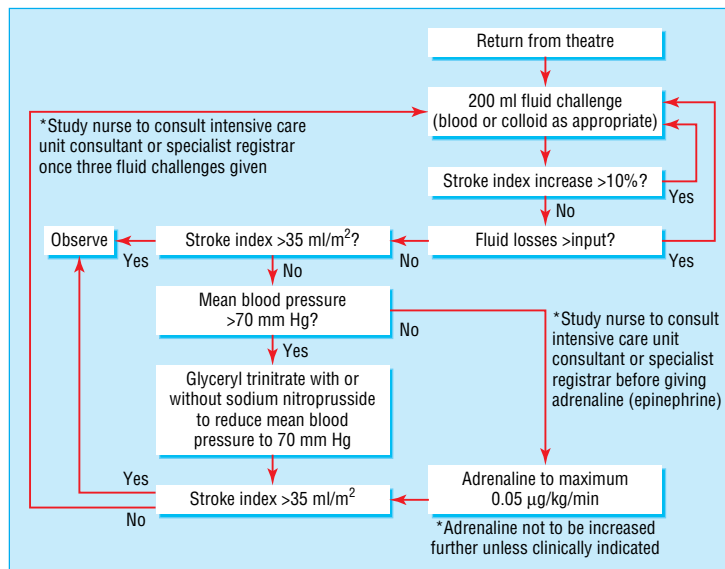 Return from theatre
200 ml fluid challenge
(blood or colloid as appropriate)
*Study nurse to consult intensive care
unit consultant or specialist registrar
once three fluid challenges given
Stroke index increase >10%?
Yes
No
Observe
Yes
Stroke index >35 ml/m²?
No
Fluid losses >input?
Yes
No
Mean blood pressure
>70 mm Hg?
No
Yes
*Study nurse to consult
intensive care unit
consultant or specialist
registrar before giving
adrenaline (epinephrine)
Glyceryl trinitrate with or
without sodium nitroprusside
to reduce mean blood
pressure to 70 mm Hg
Yes
Stroke index >35 ml/m²
No
Adrenaline to maximum
0.05 µg/kg/min
*Adrenaline not to be increased
further unless clinically indicated